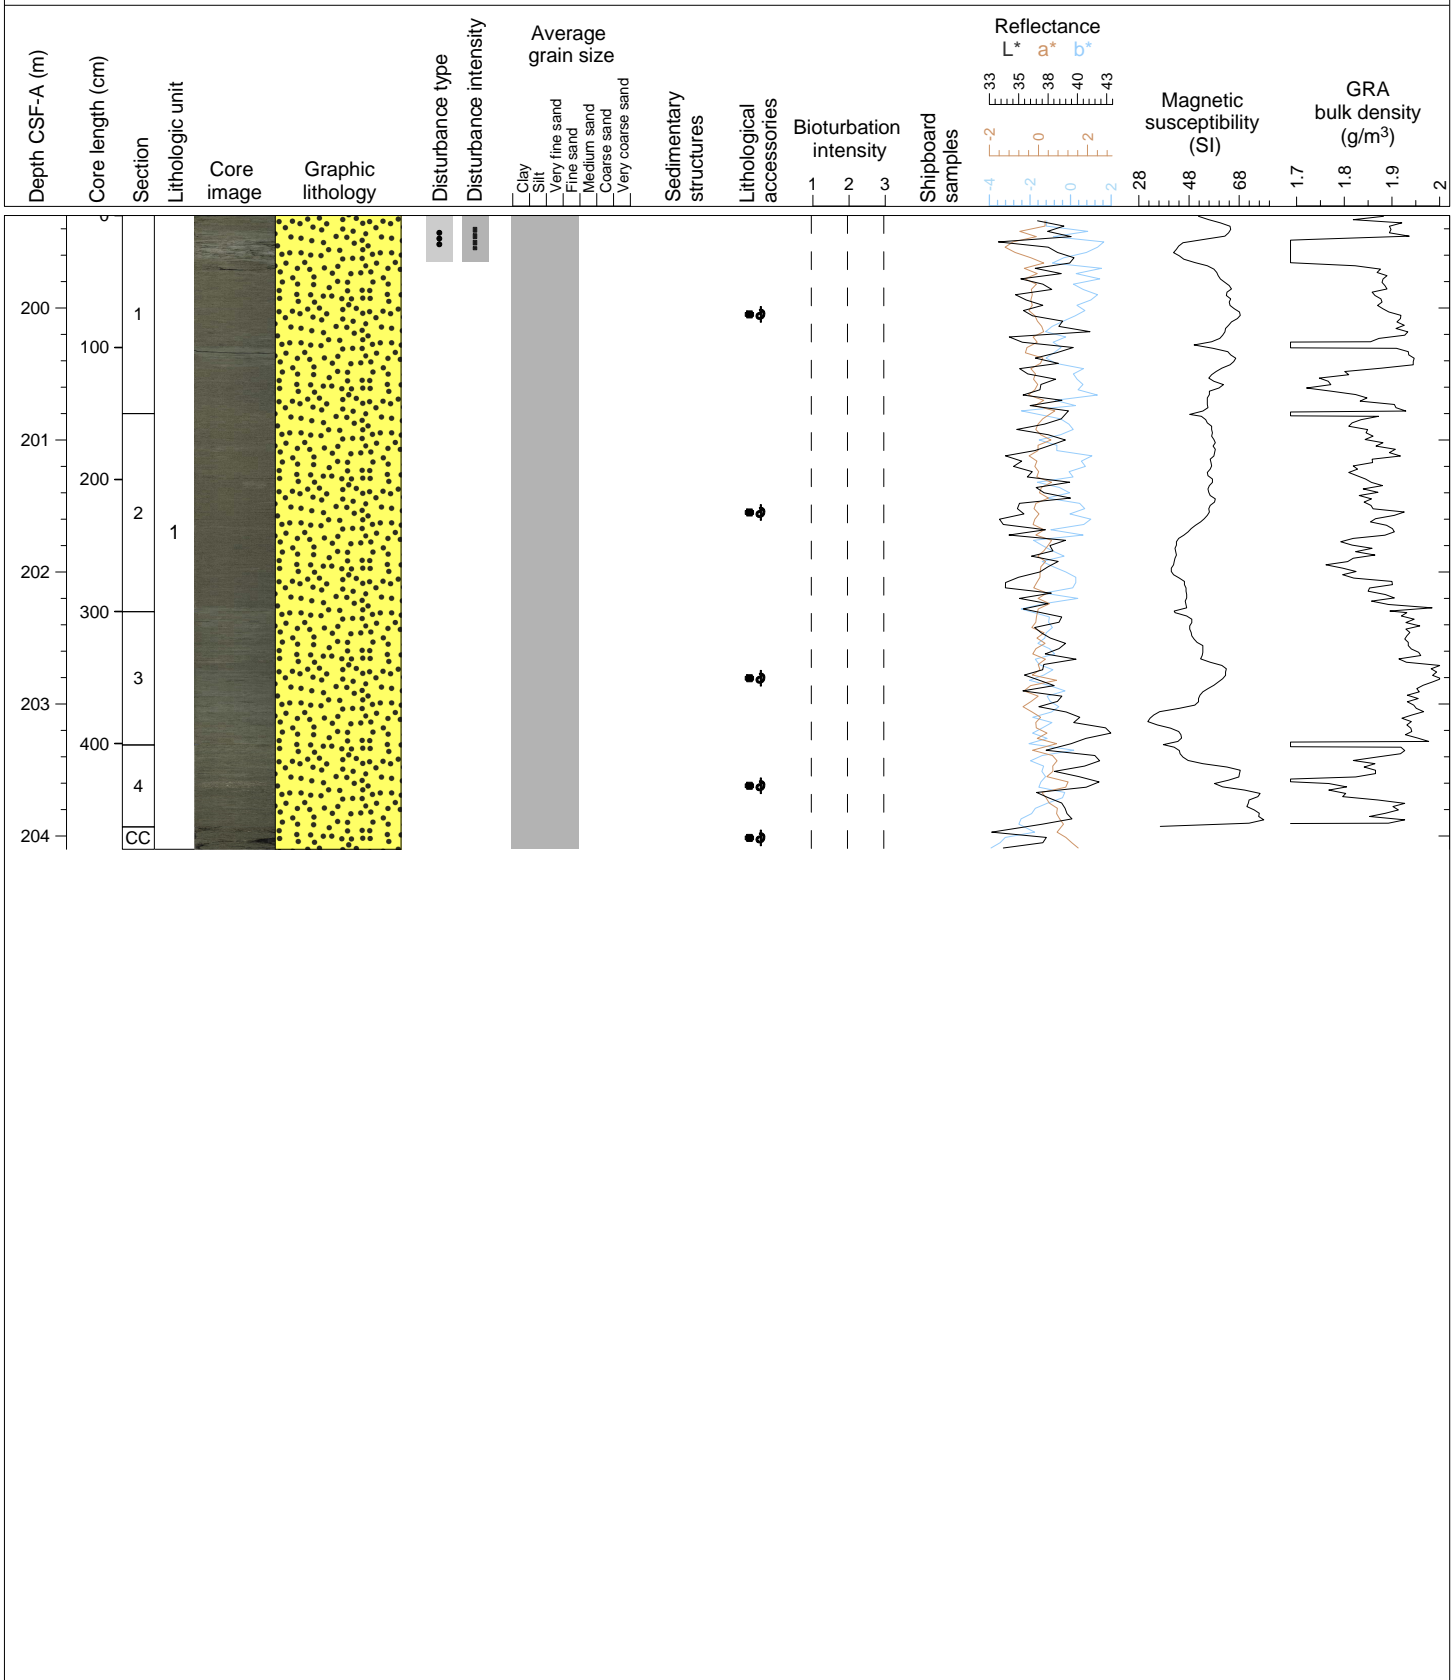 Depth CSF-A (m)
Core length (cm)
Section
Lithologic unit
Core
image
Graphic
lithology
Disturbance type
Disturbance intensity
Average
grain size
Clay
Silt
Very fine sand
Fine sand
Medium sand
Coarse sand
Very coarse sand
Sedimentary
structures
Lithological
accessories
Bioturbation
intensity
1 2 3
Shipboard
samples
Reflectance
L* a* b*
33 35 38 40 43
-2 0 2
-4 -2 0 2
Magnetic
susceptibility
(SI)
28 48 68
GRA
bulk density
(g/m3)
1.7 1.8 1.9 2
0
200
1
100
201
200
2
1
202
300
3
203
400
4
204
CC